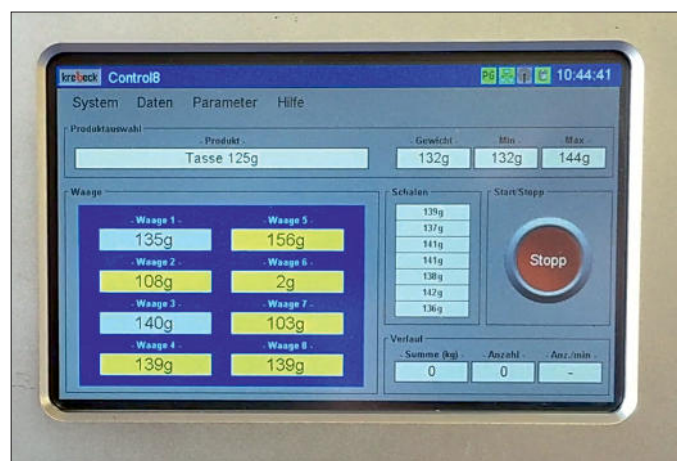 krebeck Control8 PG 10:44:41
System Daten Parameter Hilfe
Produktauswahl
- Produkt - - Gewicht - - Min - - Max -
Tasse 125g 132g 132g 144g
Waage Schalen Start/Stopp
- Waage 1 - - Waage 5 -
135g 156g
- Waage 2 - - Waage 6 -
108g 2g
- Waage 3 - - Waage 7 -
140g 103g
- Waage 4 - - Waage 8 -
139g 139g
139g
137g
141g
141g
138g
142g
136g
Stopp
Verlauf
- Summe (kg) - - Anzahl - - Anz./min -
0 0 -